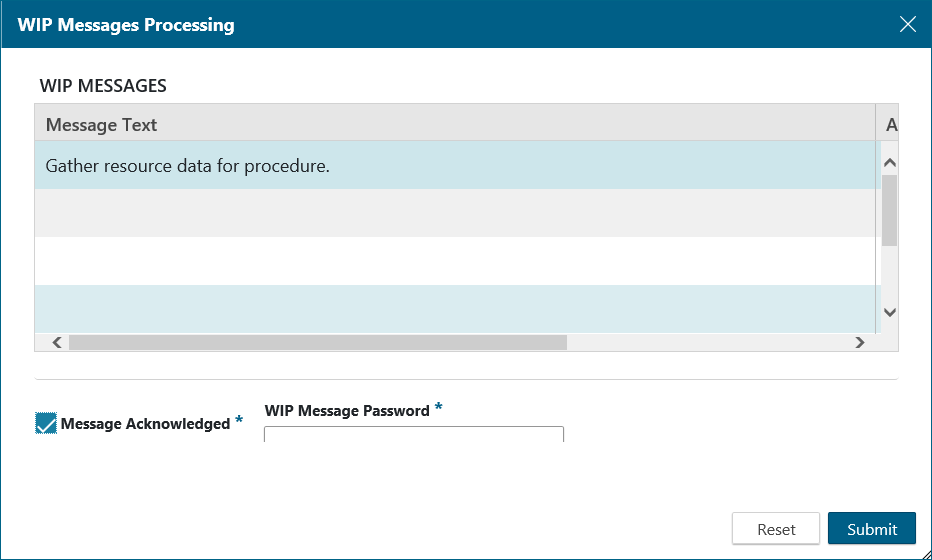 WIP Messages Processing
WIP MESSAGES
Message Text A
Gather resource data for procedure.
Message Acknowledged *
WIP Message Password *
Reset Submit